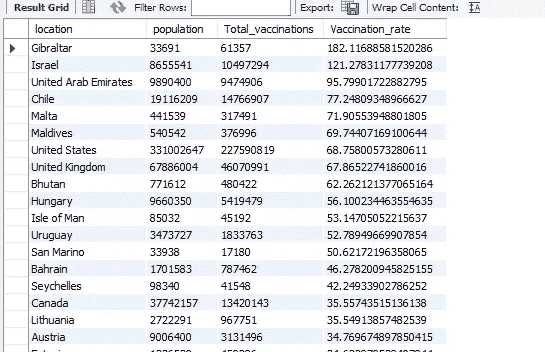 Result Grid Filter Rows: Export: Wrap Cell Content: IA
location population Total_vaccinations Vaccination_rate
Gibraltar 33691 61357 182.11688581520286
Israel 8655541 10497294 121.27831177739208
United Arab Emirates 9890400 9474906 95.79901722882795
Chile 19116209 14766907 77.24809348966627
Malta 441539 317491 71.90553948801805
Maldives 540542 376996 69.74407169100644
United States 331002647 227590819 68.75800573280611
United Kingdom 67886004 46070991 67.86522741860016
Bhutan 771612 480422 62.262121377065164
Hungary 9660350 5419479 56.100234463554635
Isle of Man 85032 45192 53.14705052215637
Uruguay 3473727 1833763 52.78949669907854
San Marino 33938 17180 50.62172196358065
Bahrain 1701583 787462 46.278200945825155
Seychelles 98340 41548 42.24933902786252
Canada 37742157 13420143 35.55743515136138
Lithuania 2722291 967751 35.54913857482539
Austria 9006400 3131496 34.769674897850415